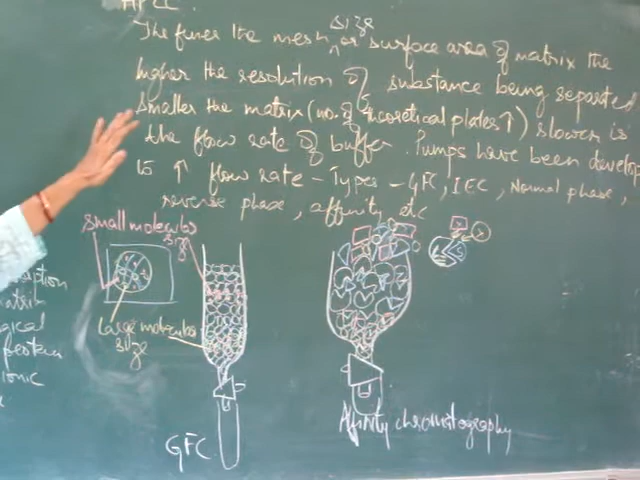 HPLC.
The finer the mesh size or surface area of matrix the
higher the resolution of substance being separated
Smaller the matrix (no. of theoretical plates ↑) slower is
the flow rate of buffer. Pumps have been develop
to ↑ flow rate - Types - GFC, IEC, Normal phase,
reverse phase, affinity etc
Small molecules
size
Large molecules
size
GFC
Affinity chromatography
protein
ionic